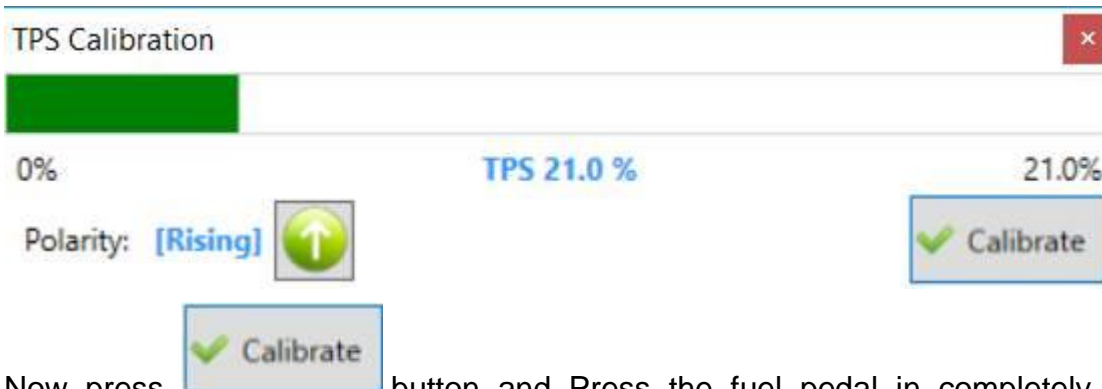 TPS Calibration
0% TPS 21.0 % 21.0%
Polarity: [Rising] Calibrate
Calibrate
Now press button and Press the fuel pedal in completely